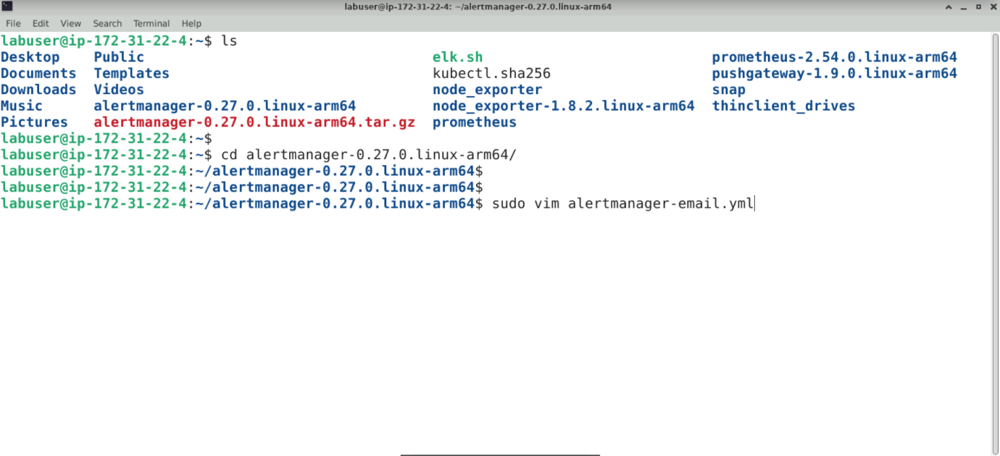 labuser@ip-172-31-22-4: ~/alertmanager-0.27.0.linux-arm64
File Edit View Search Terminal Help
labuser@ip-172-31-22-4:~$ ls
Desktop Public elk.sh prometheus-2.54.0.linux-arm64
Documents Templates kubectl.sha256 pushgateway-1.9.0.linux-arm64
Downloads Videos node_exporter snap
Music alertmanager-0.27.0.linux-arm64 node_exporter-1.8.2.linux-arm64 thinclient_drives
Pictures alertmanager-0.27.0.linux-arm64.tar.gz prometheus
labuser@ip-172-31-22-4:~$
labuser@ip-172-31-22-4:~$ cd alertmanager-0.27.0.linux-arm64/
labuser@ip-172-31-22-4:~/alertmanager-0.27.0.linux-arm64$
labuser@ip-172-31-22-4:~/alertmanager-0.27.0.linux-arm64$
labuser@ip-172-31-22-4:~/alertmanager-0.27.0.linux-arm64$ sudo vim alertmanager-email.yml